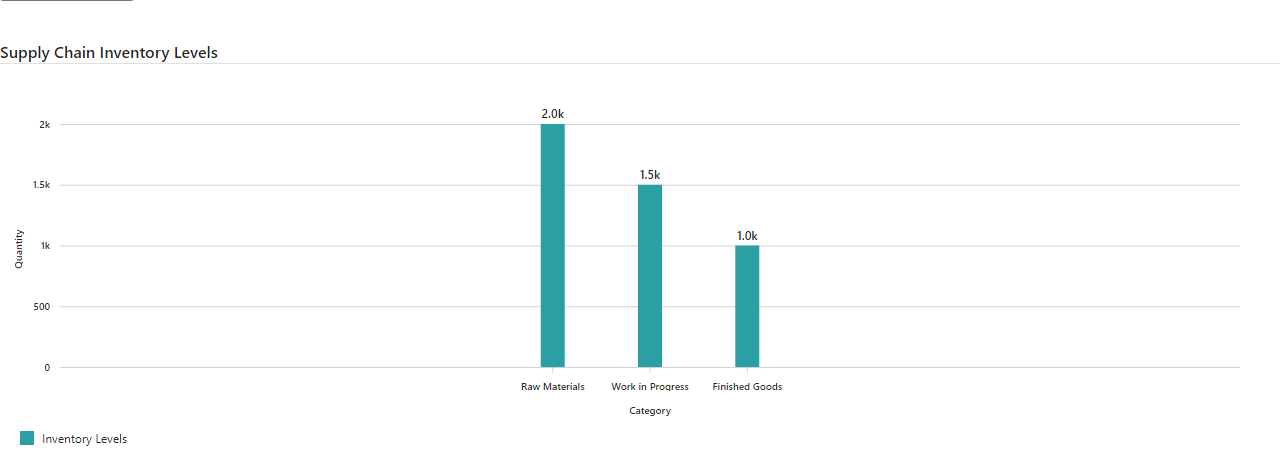 Supply Chain Inventory Levels
2.0k
1.5k
1.0k
2k
1.5k
1k
500
0
Quantity
Raw Materials
Work in Progress
Finished Goods
Category
Inventory Levels